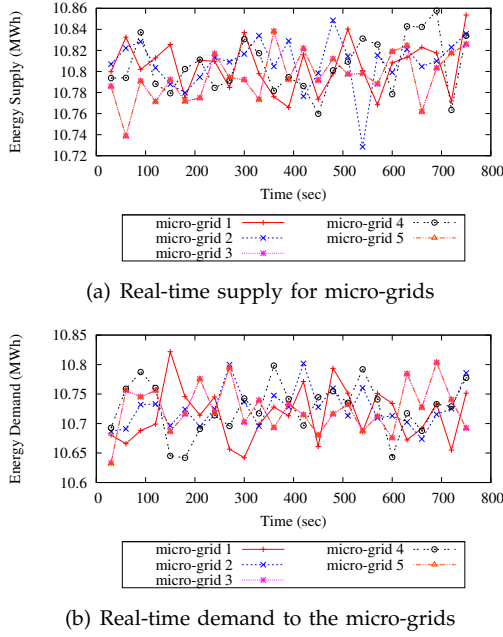 Energy Supply (MWh)
10.86
10.84
10.82
10.8
10.78
10.76
10.74
10.72
0 100 200 300 400 500 600 700 800
Time (sec)
micro-grid 1 micro-grid 4
micro-grid 2 micro-grid 5
micro-grid 3
(a) Real-time supply for micro-grids
Energy Demand (MWh)
10.85
10.8
10.75
10.7
10.65
10.6
0 100 200 300 400 500 600 700 800
Time (sec)
micro-grid 1 micro-grid 4
micro-grid 2 micro-grid 5
micro-grid 3
(b) Real-time demand to the micro-grids